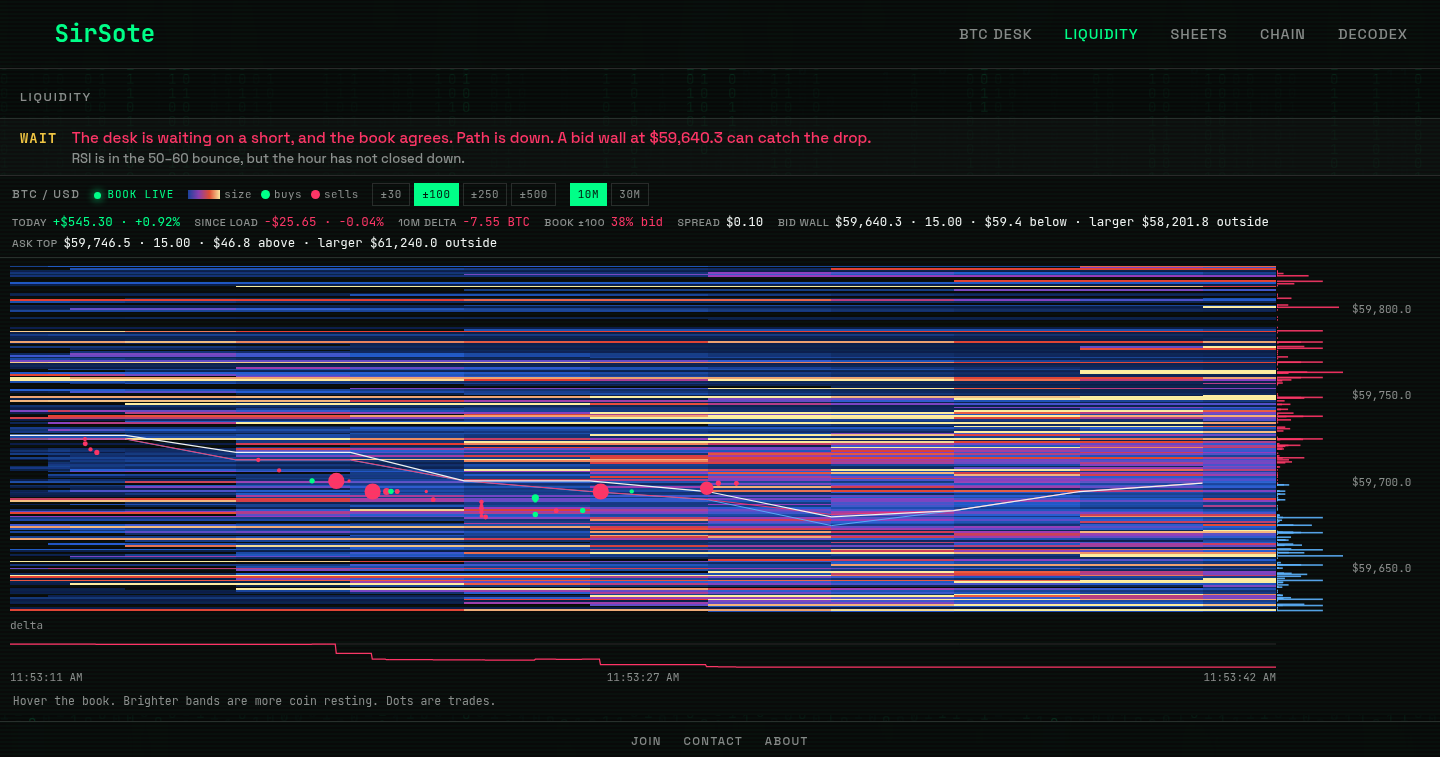 SirSote
BTC DESK LIQUIDITY SHEETS CHAIN DECODEX
LIQUIDITY
WAIT The desk is waiting on a short, and the book agrees. Path is down. A bid wall at $59,640.3 can catch the drop.
RSI is in the 50–60 bounce, but the hour has not closed down.
BTC / USD BOOK LIVE size buys sells ±30 ±100 ±250 ±500 10M 30M
TODAY +$545.30 · +0.92% SINCE LOAD -$25.65 · -0.04% 10M DELTA -7.55 BTC BOOK ±100 38% bid SPREAD $0.10 BID WALL $59,640.3 · 15.00 · $59.4 below · larger $58,201.8 outside
ASK TOP $59,746.5 · 15.00 · $46.8 above · larger $61,240.0 outside
$59,800.0
$59,750.0
$59,700.0
$59,650.0
delta
11:53:11 AM 11:53:27 AM 11:53:42 AM
Hover the book. Brighter bands are more coin resting. Dots are trades.
JOIN CONTACT ABOUT